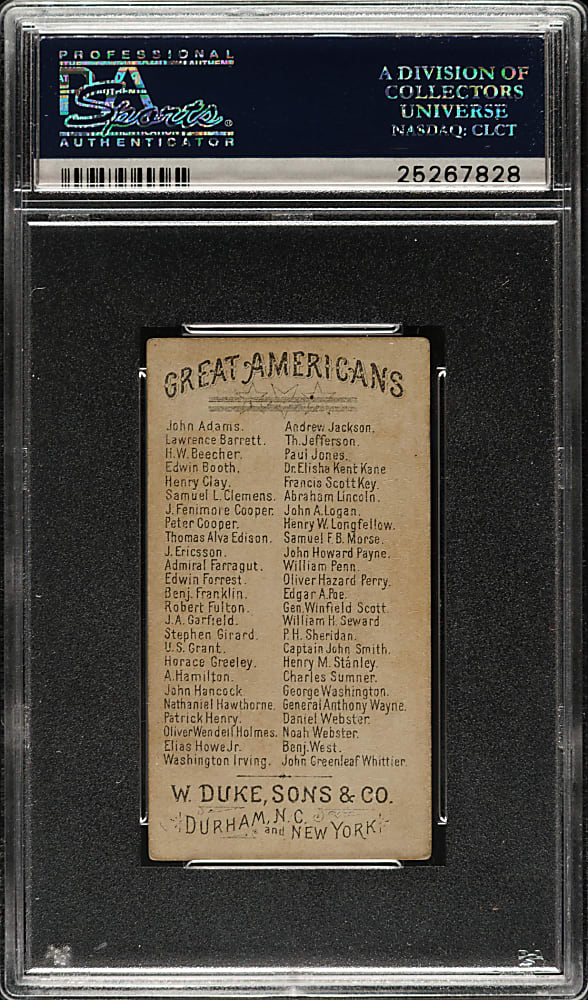 PROFESSIONAL
PSA
Sports®
AUTHENTICATOR
A DIVISION OF
COLLECTORS
UNIVERSE
NASDAQ: CLCT
25267828
GREAT AMERICANS
John Adams.
Lawrence Barrett.
H.W. Beecher.
Edwin Booth.
Henry Clay.
Samuel L. Clemens.
J. Fenimore Cooper.
Peter Cooper.
Thomas Alva Edison.
J. Ericsson.
Admiral Farragut.
Edwin Forrest.
Benj. Franklin.
Robert Fulton.
J.A. Garfield.
Stephen Girard.
U.S. Grant.
Horace Greeley.
A. Hamilton.
John Hancock
Nathaniel Hawthorne.
Patrick Henry.
Oliver Wendell Holmes.
Elias Howe Jr.
Washington Irving.
Andrew Jackson.
Th. Jefferson.
Paul Jones.
Dr. Elisha Kent Kane
Francis Scott Key.
Abraham Lincoln.
John A. Logan.
Henry W. Longfellow.
Samuel F.B. Morse.
John Howard Payne.
William Penn.
Oliver Hazard Perry.
Edgar A. Poe.
Gen. Winfield Scott.
William H. Seward
P.H. Sheridan.
Captain John Smith.
Henry M. Stanley.
Charles Sumner.
George Washington.
General Anthony Wayne.
Daniel Webster.
Noah Webster.
Benj. West.
John Greenleaf Whittier.
W. DUKE, SONS & CO.
DURHAM, N.C. and NEW YORK.